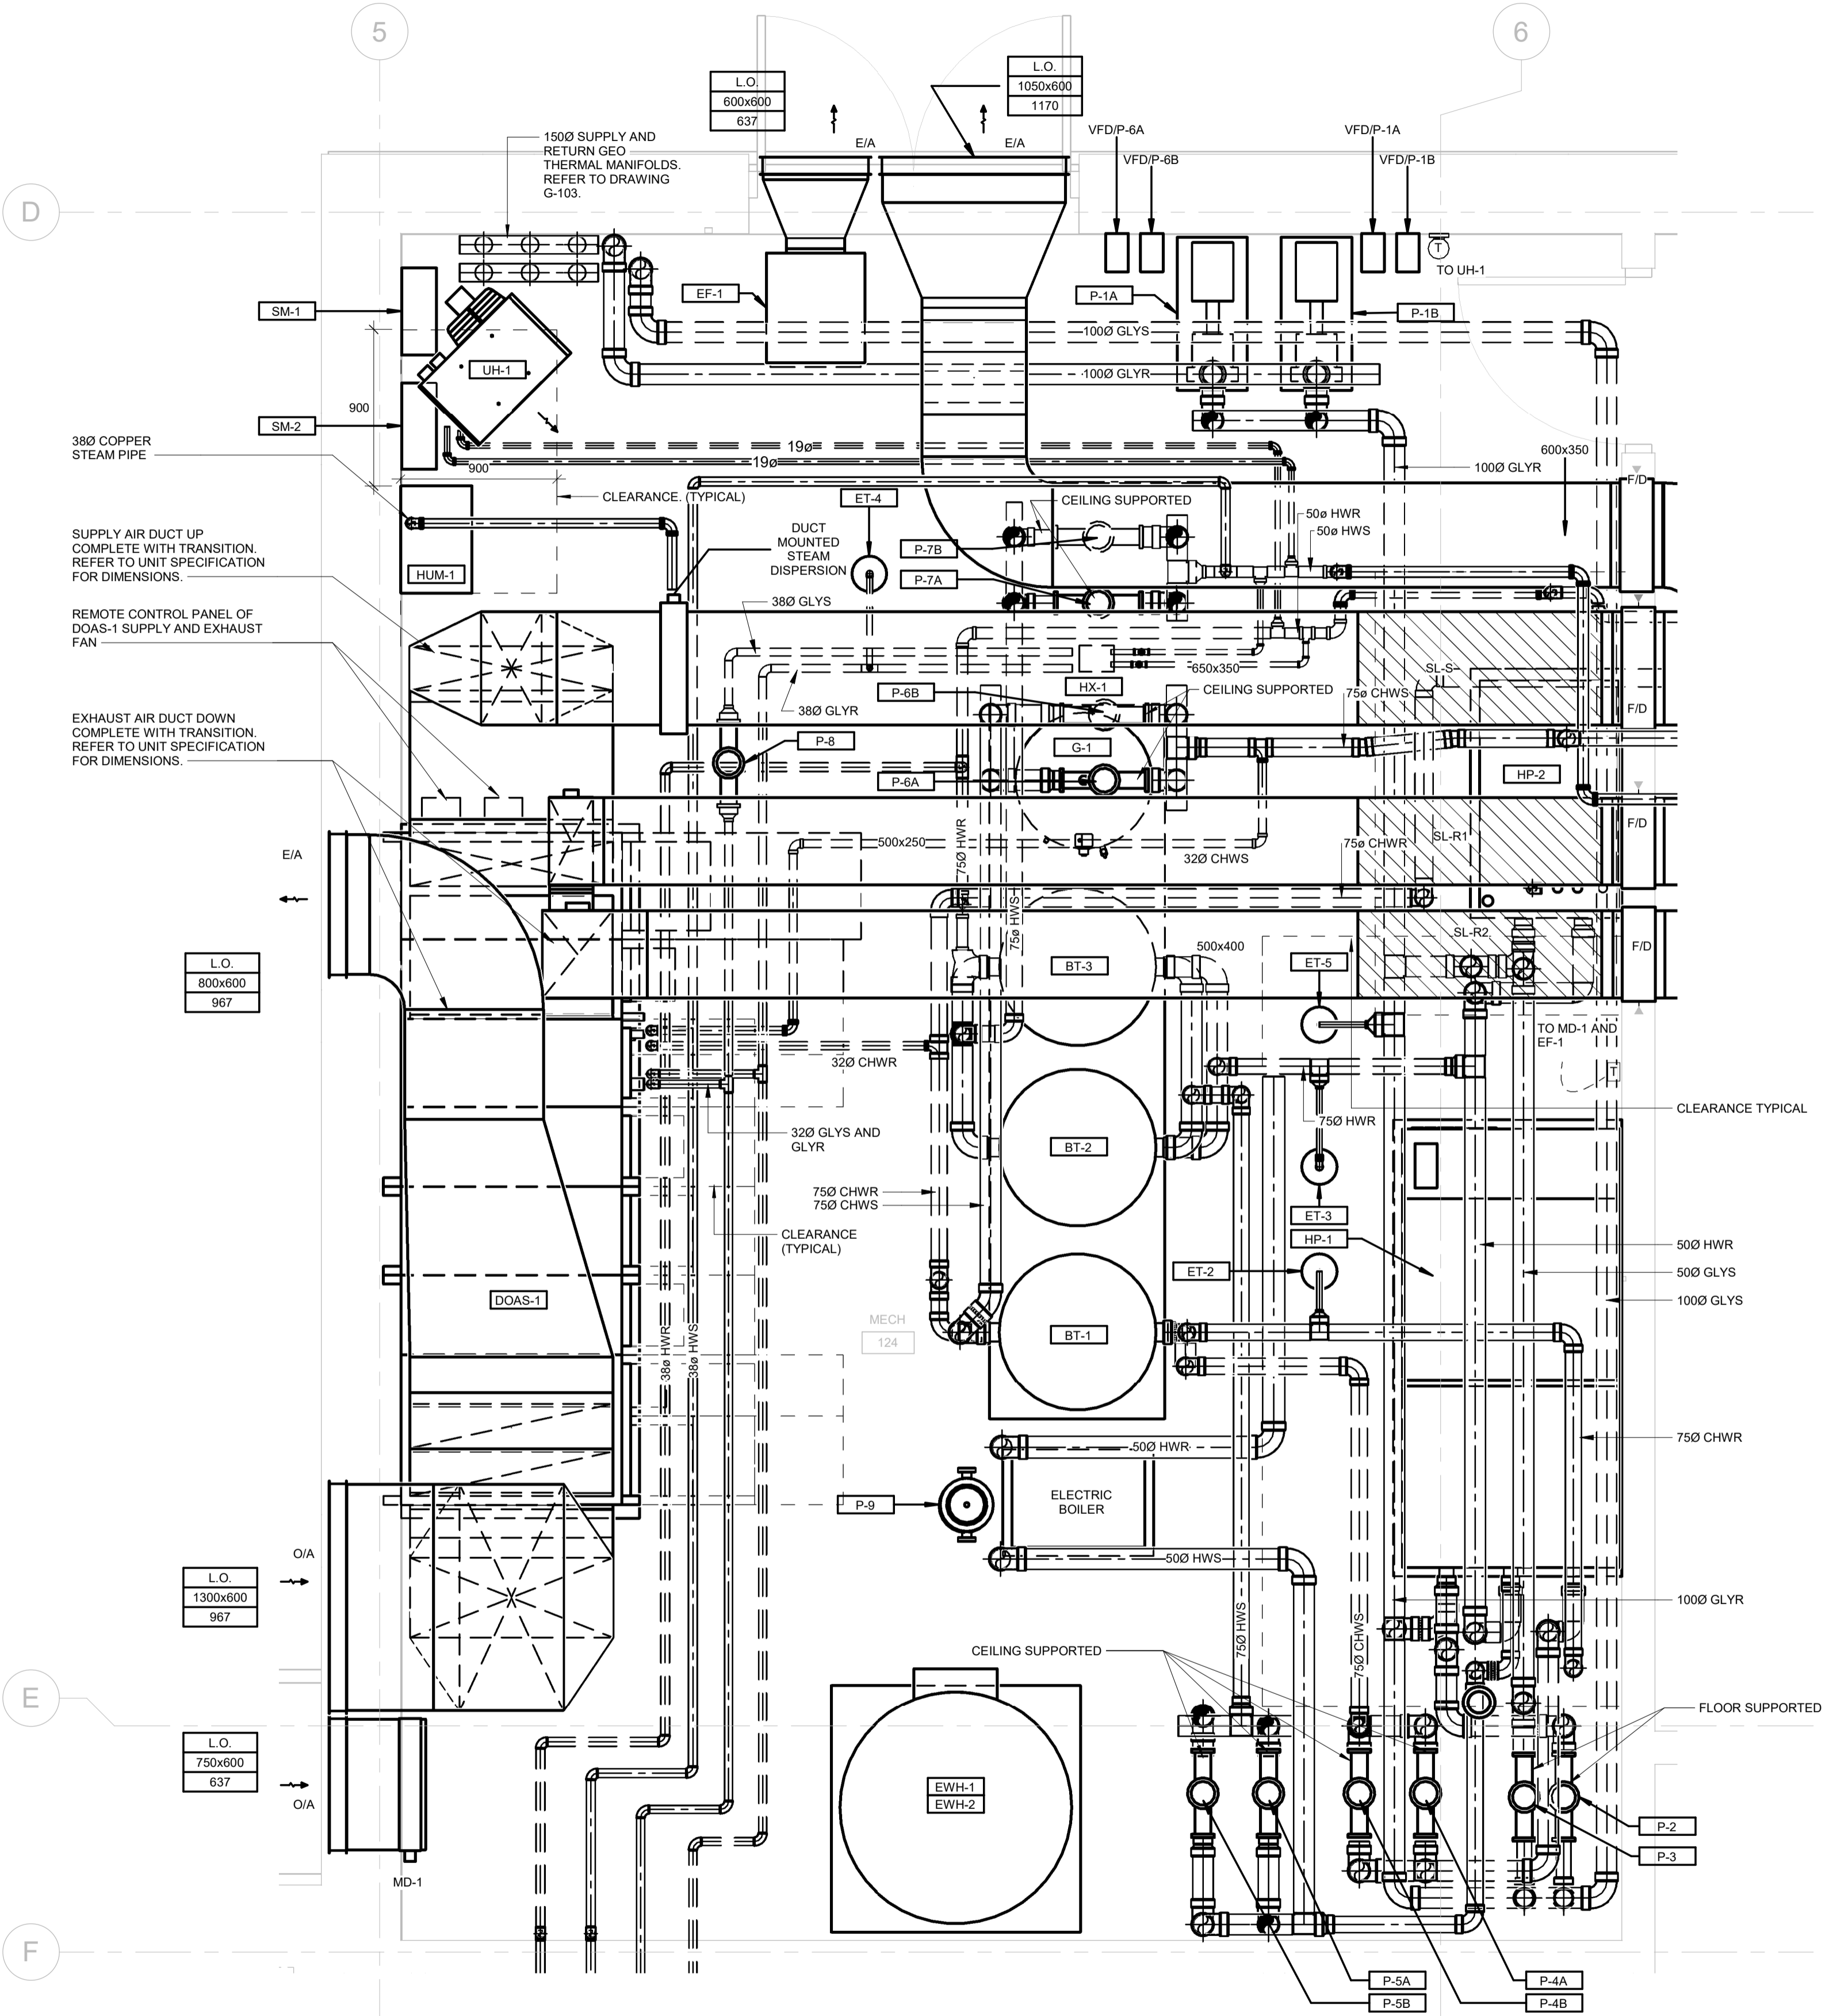 5
6
L.O.
600x600
637
L.O.
1050x600
1170
E/A
E/A
150Ø SUPPLY AND
RETURN GEO
THERMAL MANIFOLDS.
REFER TO DRAWING
G-103.
VFD/P-6A
VFD/P-6B
VFD/P-1A
VFD/P-1B
D
T
TO UH-1
SM-1
EF-1
P-1A
P-1B
100Ø GLYS
UH-1
100Ø GLYR
900
SM-2
38Ø COPPER
STEAM PIPE
19ø
19ø
900
600x350
100Ø GLYR
F/D
CLEARANCE. (TYPICAL)
ET-4
CEILING SUPPORTED
50ø HWR
50ø HWS
DUCT
MOUNTED
STEAM
DISPERSION
P-7B
P-7A
SUPPLY AIR DUCT UP
COMPLETE WITH TRANSITION.
REFER TO UNIT SPECIFICATION
FOR DIMENSIONS.
HUM-1
38Ø GLYS
REMOTE CONTROL PANEL OF
DOAS-1 SUPPLY AND EXHAUST
FAN
650x350
SL-S
HX-1
P-6B
CEILING SUPPORTED
75ø CHWS
38Ø GLYR
F/D
EXHAUST AIR DUCT DOWN
COMPLETE WITH TRANSITION.
REFER TO UNIT SPECIFICATION
FOR DIMENSIONS.
P-8
G-1
P-6A
HP-2
F/D
SL-R1
500x250
75Ø HWR
32Ø CHWS
75ø CHWR
E/A
75ø HWS
SL-R2
F/D
L.O.
800x600
967
500x400
BT-3
ET-5
TO MD-1 AND
EF-1
T
32Ø CHWR
CLEARANCE TYPICAL
75Ø HWR
32Ø GLYS AND
GLYR
BT-2
75Ø CHWR
75Ø CHWS
ET-3
CLEARANCE
(TYPICAL)
HP-1
50Ø HWR
ET-2
50Ø GLYS
DOAS-1
100Ø GLYS
MECH
124
BT-1
38ø HWR
38ø HWS
75Ø CHWR
50Ø HWR
P-9
ELECTRIC
BOILER
O/A
L.O.
1300x600
967
50Ø HWS
100Ø GLYR
75Ø HWS
75Ø CHWS
CEILING SUPPORTED
E
FLOOR SUPPORTED
L.O.
750x600
637
O/A
EWH-1
EWH-2
P-2
P-3
MD-1
F
P-5A
P-5B
P-4A
P-4B